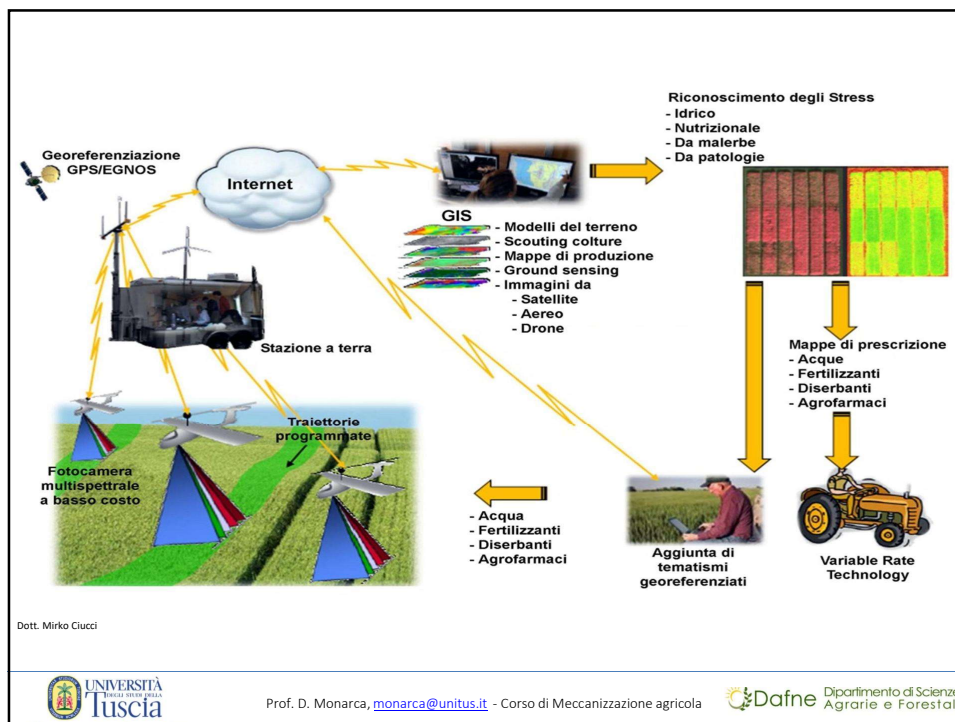 Georeferenziazione
GPS/EGNOS
Internet
GIS
- Modelli del terreno
- Scouting colture
- Mappe di produzione
- Ground sensing
- Immagini da
- Satellite
- Aereo
- Drone
Riconoscimento degli Stress
- Idrico
- Nutrizionale
- Da malerbe
- Da patologie
Stazione a terra
Mappe di prescrizione
- Acque
- Fertilizzanti
- Diserbanti
- Agrofarmaci
Traiettorie
programmate
Fotocamera
multispettrale
a basso costo
- Acqua
- Fertilizzanti
- Diserbanti
- Agrofarmaci
Aggiunta di
tematismi
georeferenziati
Variable Rate
Technology
Dott. Mirko Ciucci
UNIVERSITÀ
DEGLI STUDI DELLA
Tuscia
Prof. D. Monarca, monarca@unitus.it - Corso di Meccanizzazione agricola
Dafne Dipartimento di Scienze
Agrarie e Forestal